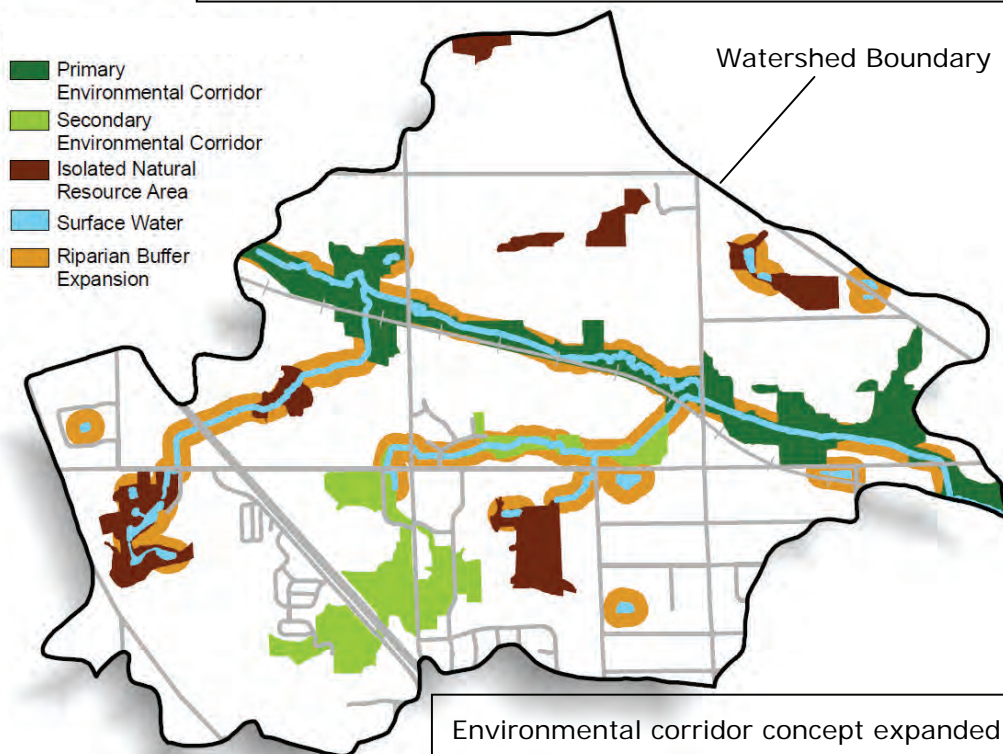 Watershed Boundary
Primary
Environmental Corridor
Secondary
Environmental Corridor
Isolated Natural
Resource Area
Surface Water
Riparian Buffer
Expansion
Environmental corridor concept expanded